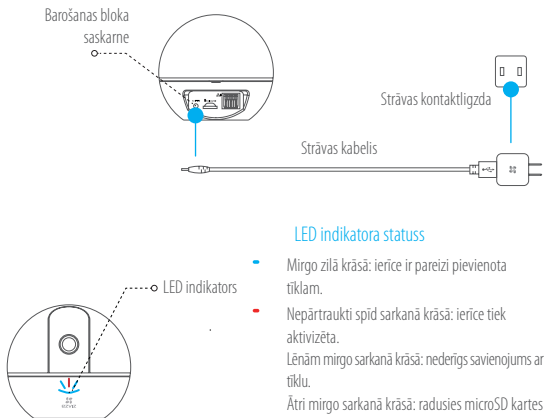 Barošanas bloka
saskarne
Strāvas kontaktligzda
Strāvas kabelis
LED indikatora statuss
LED indikators
Mirgo zilā krāsā: ierīce ir pareizi pievienota
tīklam.
Nepārtraukti spīd sarkanā krāsā: ierīce tiek
aktivizēta.
Lēnām mirgo sarkanā krāsā: nederīgs savienojums ar
tīklu.
Ātri mirgo sarkanā krāsā: radusies microSD kartes